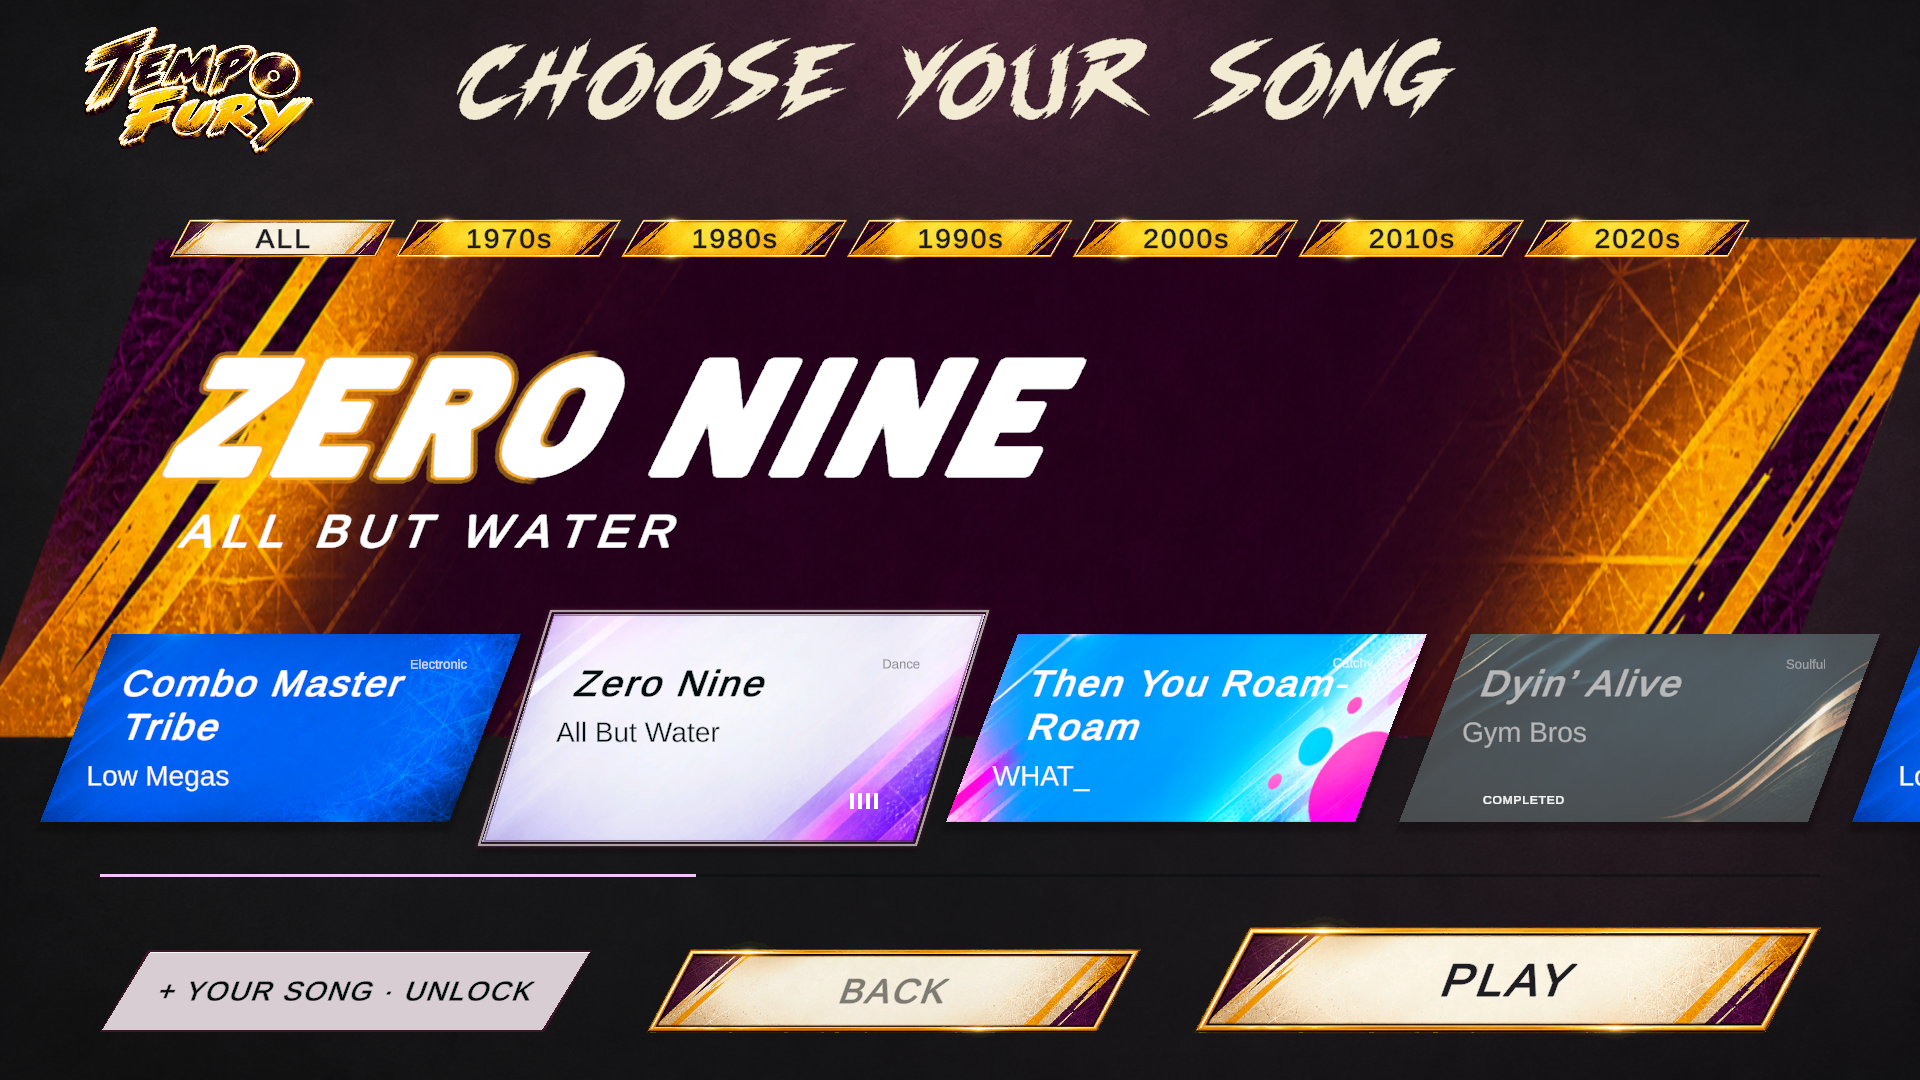 TEMPO
FURY
CHOOSE YOUR SONG
ALL
1970s
1980s
1990s
2000s
2010s
2020s
ZERO NINE
ALL BUT WATER
Electronic
Combo Master
Tribe
Low Megas
Dance
Zero Nine
All But Water
Catchy
Then You Roam-
Roam
WHAT_
Soulful
Dyin’ Alive
Gym Bros
COMPLETED
Lo
+ YOUR SONG · UNLOCK
BACK
PLAY